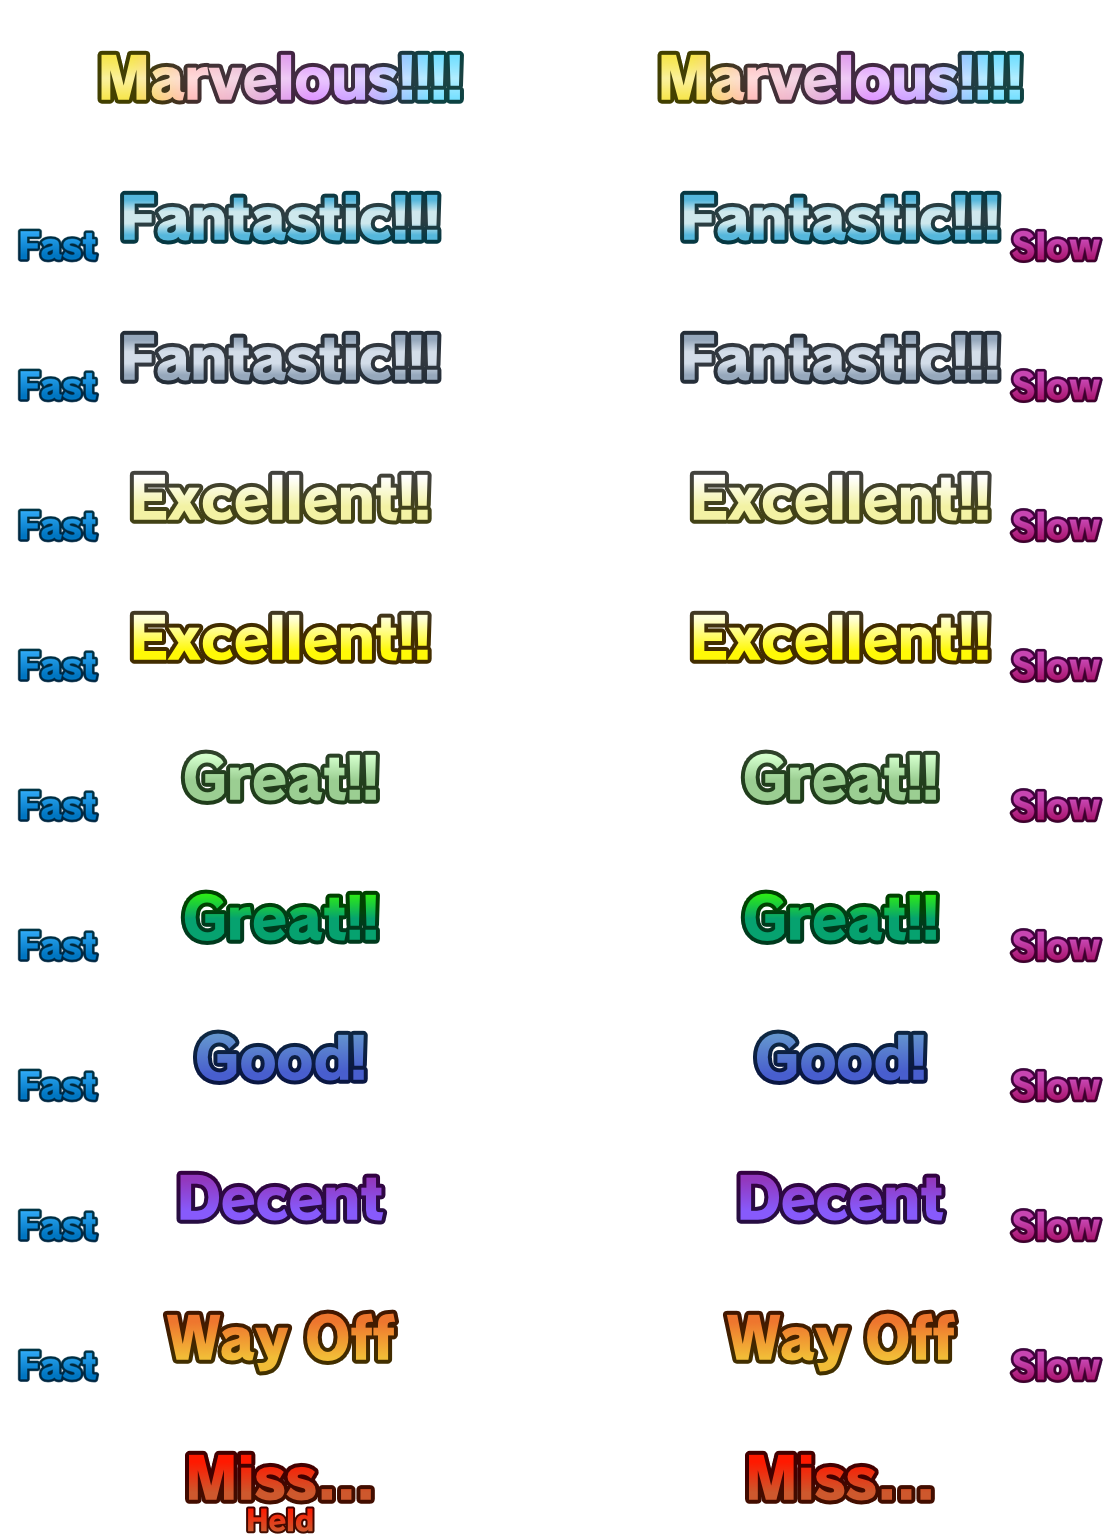 Marvelous!!!! Marvelous!!!!
Fast Fantastic!!! Fantastic!!! Slow
Fast Fantastic!!! Fantastic!!! Slow
Fast Excellent!! Excellent!! Slow
Fast Excellent!! Excellent!! Slow
Fast Great!! Great!! Slow
Fast Great!! Great!! Slow
Fast Good! Good! Slow
Fast Decent Decent Slow
Fast Way Off Way Off Slow
Miss... Miss...
Held